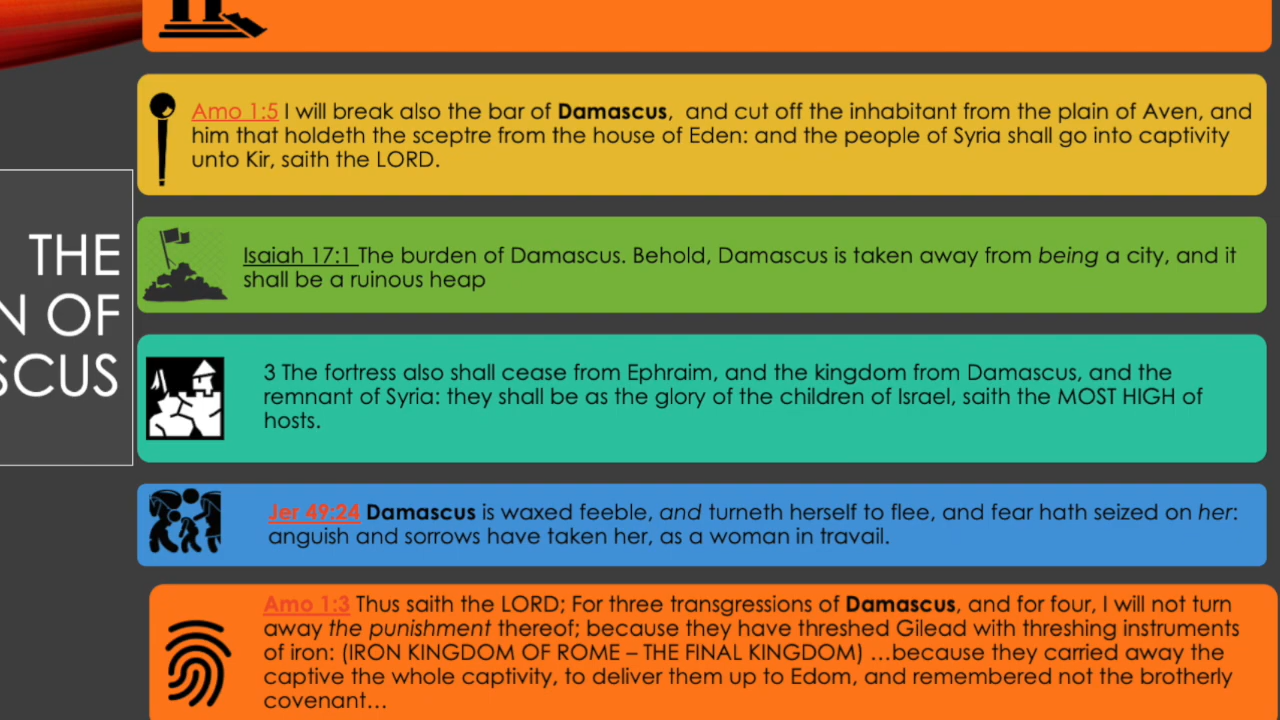 Amo 1:5 I will break also the bar of Damascus, and cut off the inhabitant from the plain of Aven, and
him that holdeth the sceptre from the house of Eden: and the people of Syria shall go into captivity
unto Kir, saith the LORD.
THE
N OF
SCUS
Isaiah 17:1 The burden of Damascus. Behold, Damascus is taken away from being a city, and it
shall be a ruinous heap
3 The fortress also shall cease from Ephraim, and the kingdom from Damascus, and the
remnant of Syria: they shall be as the glory of the children of Israel, saith the MOST HIGH of
hosts.
Jer 49:24 Damascus is waxed feeble, and turneth herself to flee, and fear hath seized on her:
anguish and sorrows have taken her, as a woman in travail.
Amo 1:3 Thus saith the LORD; For three transgressions of Damascus, and for four, I will not turn
away the punishment thereof; because they have threshed Gilead with threshing instruments
of iron: (IRON KINGDOM OF ROME – THE FINAL KINGDOM) …because they carried away the
captive the whole captivity, to deliver them up to Edom, and remembered not the brotherly
covenant…